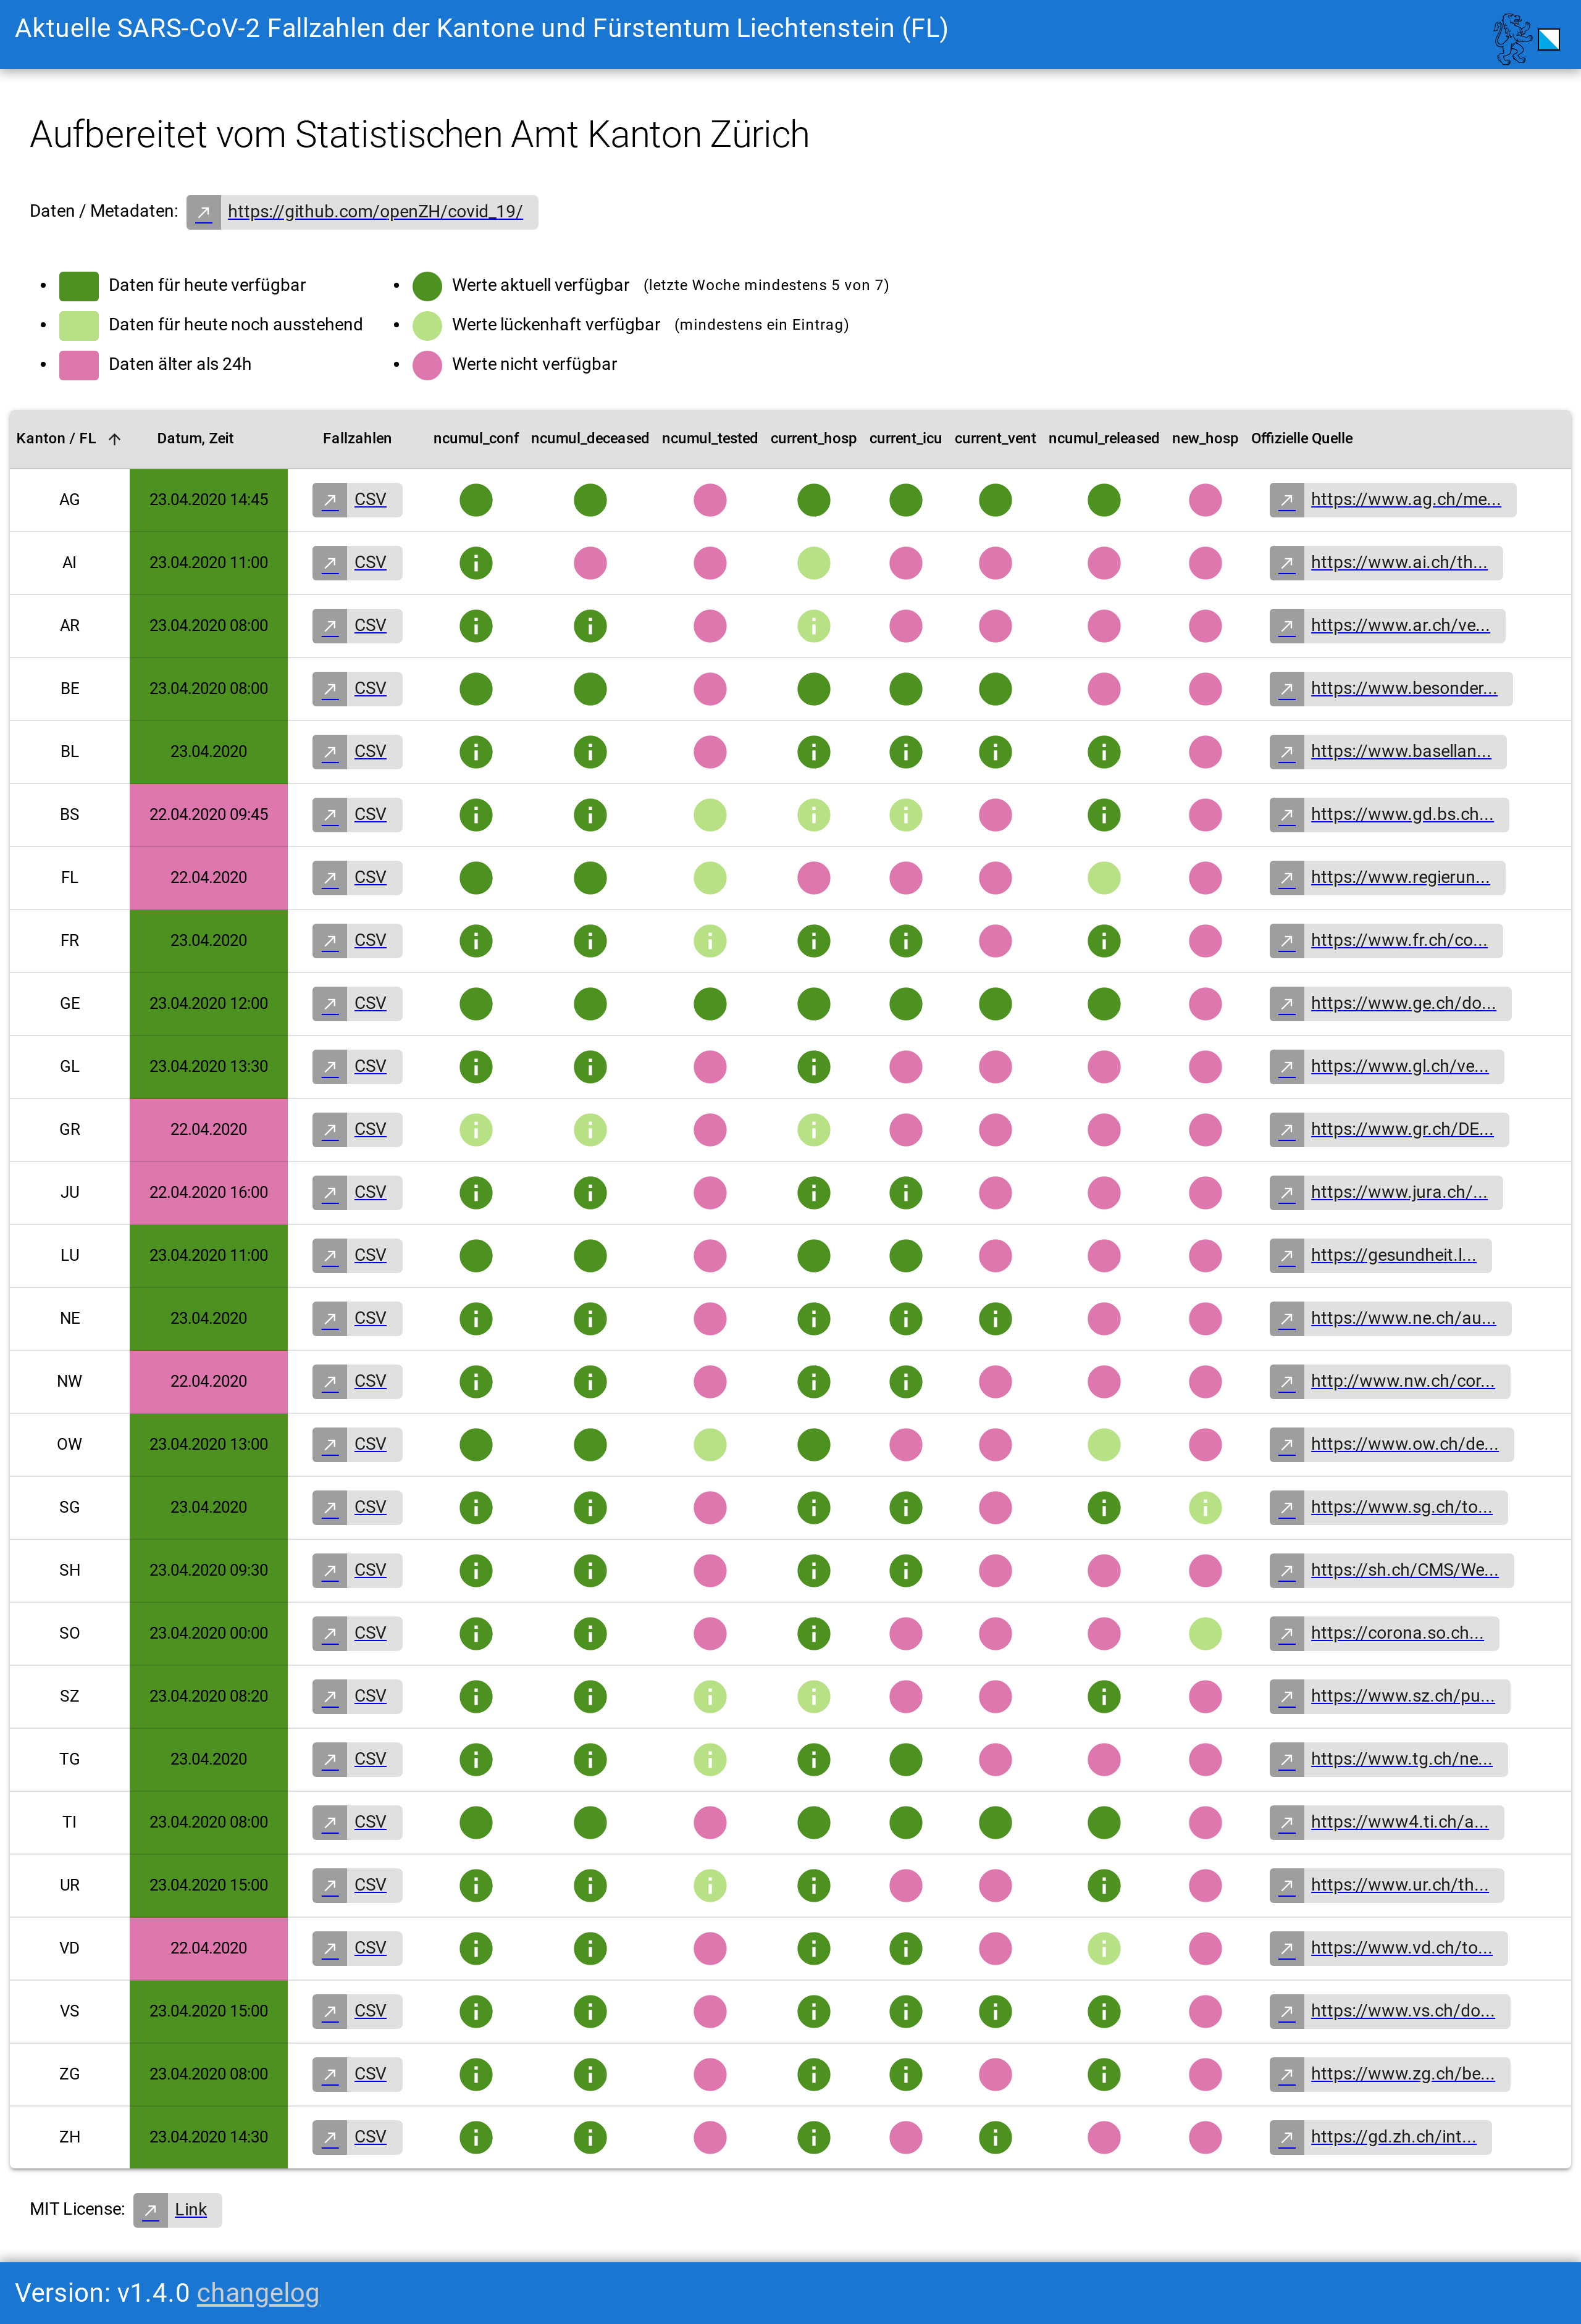 Aktuelle SARS-CoV-2 Fallzahlen der Kantone und Fürstentum Liechtenstein (FL)
Aufbereitet vom Statistischen Amt Kanton Zürich
Daten / Metadaten: https://github.com/openZH/covid_19/
Daten für heute verfügbar
Daten für heute noch ausstehend
Daten älter als 24h
Werte aktuell verfügbar (letzte Woche mindestens 5 von 7)
Werte lückenhaft verfügbar (mindestens ein Eintrag)
Werte nicht verfügbar
Kanton / FL Datum, Zeit Fallzahlen ncumul_conf ncumul_deceased ncumul_tested current_hosp current_icu current_vent ncumul_released new_hosp Offizielle Quelle
AG 23.04.2020 14:45 CSV https://www.ag.ch/me...
AI 23.04.2020 11:00 CSV https://www.ai.ch/th...
AR 23.04.2020 08:00 CSV https://www.ar.ch/ve...
BE 23.04.2020 08:00 CSV https://www.besonder...
BL 23.04.2020 CSV https://www.basellan...
BS 22.04.2020 09:45 CSV https://www.gd.bs.ch...
FL 22.04.2020 CSV https://www.regierun...
FR 23.04.2020 CSV https://www.fr.ch/co...
GE 23.04.2020 12:00 CSV https://www.ge.ch/do...
GL 23.04.2020 13:30 CSV https://www.gl.ch/ve...
GR 22.04.2020 CSV https://www.gr.ch/DE...
JU 22.04.2020 16:00 CSV https://www.jura.ch/...
LU 23.04.2020 11:00 CSV https://gesundheit.l...
NE 23.04.2020 CSV https://www.ne.ch/au...
NW 22.04.2020 CSV http://www.nw.ch/cor...
OW 23.04.2020 13:00 CSV https://www.ow.ch/de...
SG 23.04.2020 CSV https://www.sg.ch/to...
SH 23.04.2020 09:30 CSV https://sh.ch/CMS/We...
SO 23.04.2020 00:00 CSV https://corona.so.ch...
SZ 23.04.2020 08:20 CSV https://www.sz.ch/pu...
TG 23.04.2020 CSV https://www.tg.ch/ne...
TI 23.04.2020 08:00 CSV https://www4.ti.ch/a...
UR 23.04.2020 15:00 CSV https://www.ur.ch/th...
VD 22.04.2020 CSV https://www.vd.ch/to...
VS 23.04.2020 15:00 CSV https://www.vs.ch/do...
ZG 23.04.2020 08:00 CSV https://www.zg.ch/be...
ZH 23.04.2020 14:30 CSV https://gd.zh.ch/int...
MIT License: Link
Version: v1.4.0 changelog